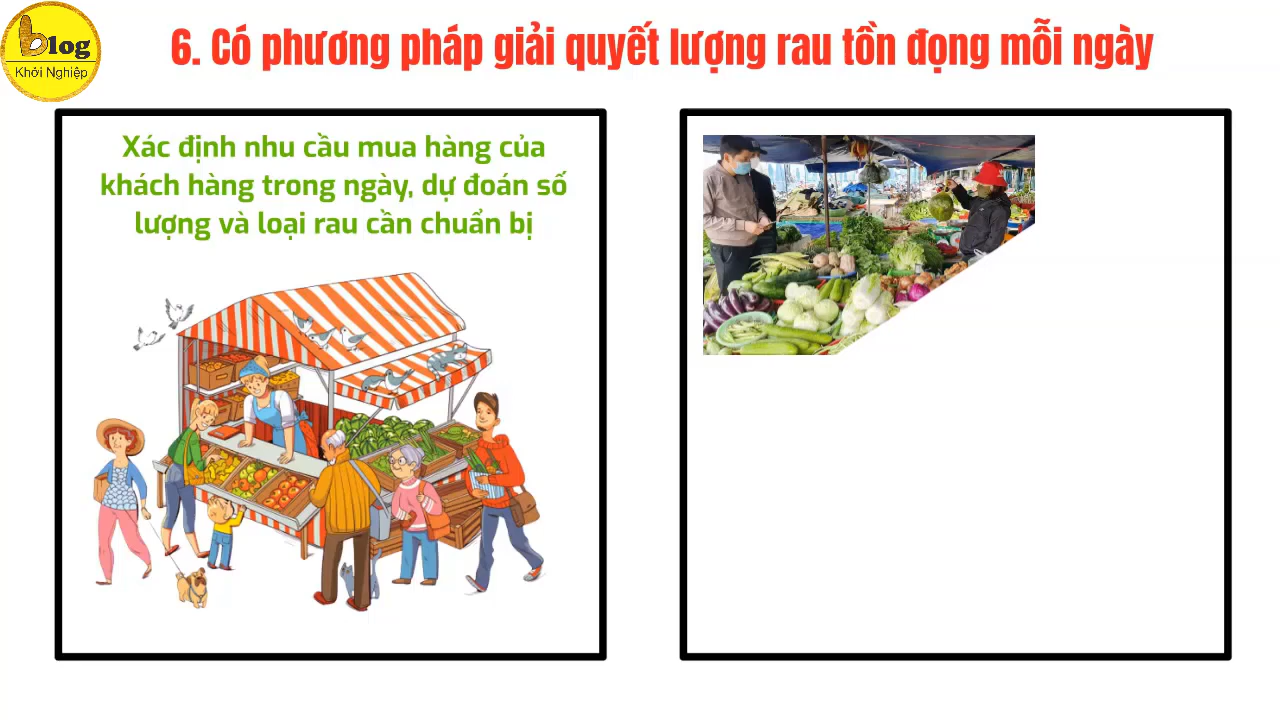 blog
Khởi Nghiệp
6. Có phương pháp giải quyết lượng rau tồn đọng mỗi ngày
Xác định nhu cầu mua hàng của
khách hàng trong ngày, dự đoán số
lượng và loại rau cần chuẩn bị